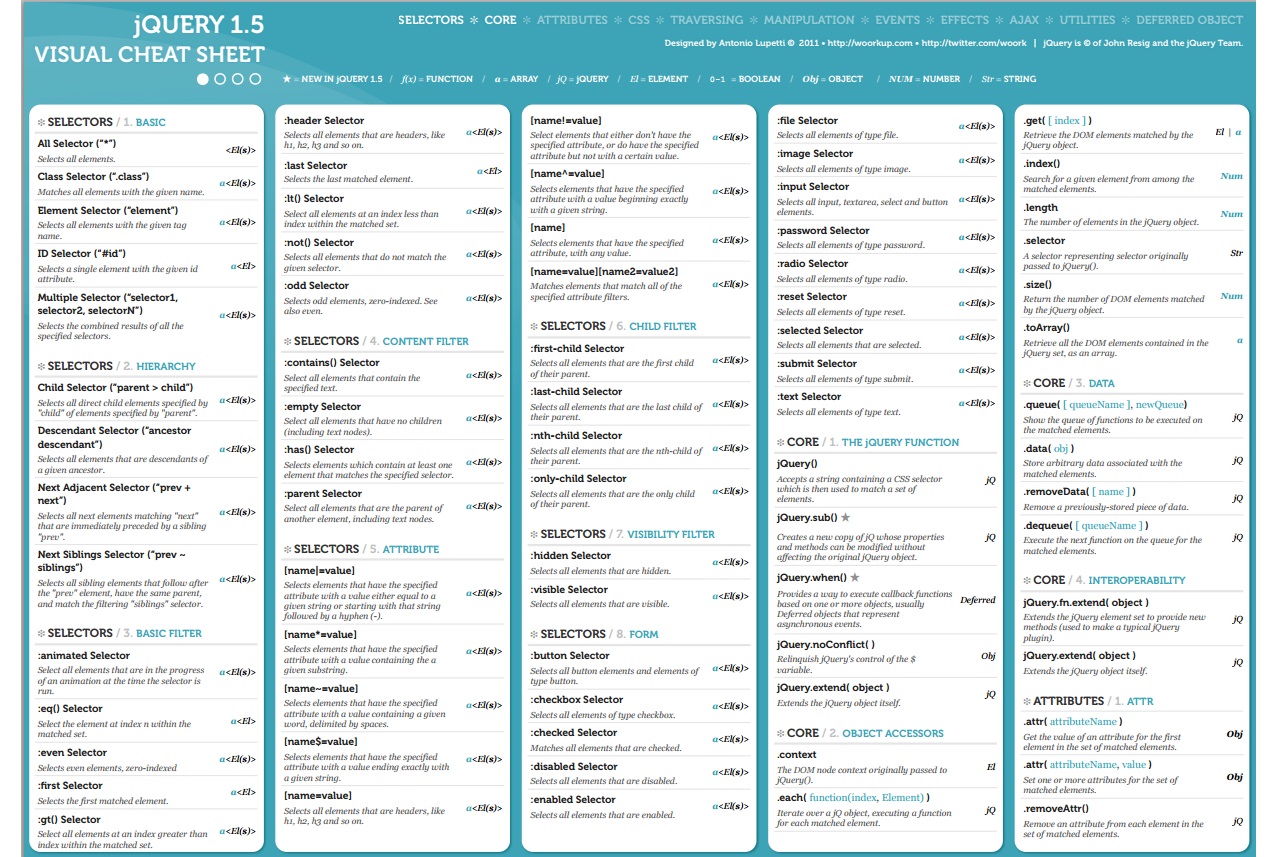 jQUERY 1.5
VISUAL CHEAT SHEET
SELECTORS ✼ CORE ✼ ATTRIBUTES ✼ CSS ✼ TRAVERSING ✼ MANIPULATION ✼ EVENTS ✼ EFFECTS ✼ AJAX ✼ UTILITIES ✼ DEFERRED OBJECT
Designed by Antonio Lupetti © 2011 • http://woorkup.com • http://twitter.com/woork | jQuery is © of John Resig and the jQuery Team.
★ = NEW IN jQUERY 1.5 / f(x) = FUNCTION / a = ARRAY / jQ = jQUERY / El = ELEMENT / 0-1 = BOOLEAN / Obj = OBJECT / NUM = NUMBER / Str = STRING
✼ SELECTORS / 1. BASIC
All Selector ("*")
<El(s)>
Selects all elements.
Class Selector (".class")
a<El(s)>
Matches all elements with the given name.
Element Selector ("element")
a<El(s)>
Selects all elements with the given tag
name.
ID Selector ("#id")
a<El>
Selects a single element with the given id
attribute.
Multiple Selector ("selector1,
selector2, selectorN")
a<El(s)>
Selects the combined results of all the
specified selectors.
✼ SELECTORS / 2. HIERARCHY
Child Selector ("parent > child")
a<El(s)>
Selects all direct child elements specified by
"child" of elements specified by "parent".
Descendant Selector ("ancestor
descendant")
a<El(s)>
Selects all elements that are descendants of
a given ancestor.
Next Adjacent Selector ("prev +
next")
a<El(s)>
Selects all next elements matching "next"
that are immediately preceded by a sibling
"prev".
Next Siblings Selector ("prev ~
siblings")
a<El(s)>
Selects all sibling elements that follow after
the "prev" element, have the same parent,
and match the filtering "siblings" selector.
✼ SELECTORS / 3. BASIC FILTER
:animated Selector
a<El(s)>
Select all elements that are in the progress
of an animation at the time the selector is
run.
:eq() Selector
a<El>
Select the element at index n within the
matched set.
:even Selector
a<El(s)>
Selects even elements, zero-indexed
:first Selector
a<El>
Selects the first matched element.
:gt() Selector
a<El(s)>
Select all elements at an index greater than
index within the matched set.
:header Selector
a<El(s)>
Selects all elements that are headers, like
h1, h2, h3 and so on.
:last Selector
a<El>
Selects the last matched element.
:lt() Selector
a<El(s)>
Select all elements at an index less than
index within the matched set.
:not() Selector
a<El(s)>
Selects all elements that do not match the
given selector.
:odd Selector
a<El(s)>
Selects odd elements, zero-indexed. See
also even.
✼ SELECTORS / 4. CONTENT FILTER
:contains() Selector
a<El(s)>
Select all elements that contain the
specified text.
:empty Selector
a<El(s)>
Select all elements that have no children
(including text nodes).
:has() Selector
a<El(s)>
Selects elements which contain at least one
element that matches the specified selector.
:parent Selector
a<El(s)>
Select all elements that are the parent of
another element, including text nodes.
✼ SELECTORS / 5. ATTRIBUTE
[name|=value]
a<El(s)>
Selects elements that have the specified
attribute with a value either equal to a
given string or starting with that string
followed by a hyphen (-).
[name*=value]
a<El(s)>
Selects elements that have the specified
attribute with a value containing the a
given substring.
[name~=value]
a<El(s)>
Selects elements that have the specified
attribute with a value containing a given
word, delimited by spaces.
[name$=value]
a<El(s)>
Selects elements that have the specified
attribute with a value ending exactly with
a given string.
[name=value]
a<El(s)>
Selects all elements that are headers, like
h1, h2, h3 and so on.
[name!=value]
a<El(s)>
Select elements that either don't have the
specified attribute, or do have the specified
attribute but not with a certain value.
[name^=value]
a<El(s)>
Selects elements that have the specified
attribute with a value beginning exactly
with a given string.
[name]
a<El(s)>
Selects elements that have the specified
attribute, with any value.
[name=value][name2=value2]
a<El(s)>
Matches elements that match all of the
specified attribute filters.
✼ SELECTORS / 6. CHILD FILTER
:first-child Selector
a<El(s)>
Selects all elements that are the first child
of their parent.
:last-child Selector
a<El(s)>
Selects all elements that are the last child of
their parent.
:nth-child Selector
a<El(s)>
Selects all elements that are the nth-child of
their parent.
:only-child Selector
a<El(s)>
Selects all elements that are the only child
of their parent.
✼ SELECTORS / 7. VISIBILITY FILTER
:hidden Selector
a<El(s)>
Selects all elements that are hidden.
:visible Selector
a<El(s)>
Selects all elements that are visible.
✼ SELECTORS / 8. FORM
:button Selector
a<El(s)>
Selects all button elements and elements of
type button.
:checkbox Selector
a<El(s)>
Selects all elements of type checkbox.
:checked Selector
a<El(s)>
Matches all elements that are checked.
:disabled Selector
a<El(s)>
Selects all elements that are disabled.
:enabled Selector
a<El(s)>
Selects all elements that are enabled.
:file Selector
a<El(s)>
Selects all elements of type file.
:image Selector
a<El(s)>
Selects all elements of type image.
:input Selector
a<El(s)>
Selects all input, textarea, select and button
elements.
:password Selector
a<El(s)>
Selects all elements of type password.
:radio Selector
a<El(s)>
Selects all elements of type radio.
:reset Selector
a<El(s)>
Selects all elements of type reset.
:selected Selector
a<El(s)>
Selects all elements that are selected.
:submit Selector
a<El(s)>
Selects all elements of type submit.
:text Selector
a<El(s)>
Selects all elements of type text.
✼ CORE / 1. THE jQUERY FUNCTION
jQuery()
jQ
Accepts a string containing a CSS selector
which is then used to match a set of
elements.
jQuery.sub() ★
jQ
Creates a new copy of jQ whose properties
and methods can be modified without
affecting the original jQuery object.
jQuery.when() ★
Deferred
Provides a way to execute callback functions
based on one or more objects, usually
Deferred objects that represent
asynchronous events.
jQuery.noConflict( )
Obj
Relinquish jQuery's control of the $
variable.
jQuery.extend( object )
jQ
Extends the jQuery object itself.
✼ CORE / 2. OBJECT ACCESSORS
.context
El
The DOM node context originally passed to
jQuery().
.each( function(index, Element) )
jQ
Iterate over a jQ object, executing a function
for each matched element.
.get( [ index ] )
El | a
Retrieve the DOM elements matched by the
jQuery object.
.index()
Num
Search for a given element from among the
matched elements.
.length
Num
The number of elements in the jQuery object.
.selector
Str
A selector representing selector originally
passed to jQuery().
.size()
Num
Return the number of DOM elements matched
by the jQuery object.
.toArray()
a
Retrieve all the DOM elements contained in the
jQuery set, as an array.
✼ CORE / 3. DATA
.queue( [ queueName ], newQueue)
jQ
Show the queue of functions to be executed on
the matched elements.
.data( obj )
jQ
Store arbitrary data associated with the
matched elements.
.removeData( [ name ] )
jQ
Remove a previously-stored piece of data.
.dequeue( [ queueName ] )
jQ
Execute the next function on the queue for the
matched elements.
✼ CORE / 4. INTEROPERABILITY
jQuery.fn.extend( object )
jQ
Extends the jQuery element set to provide new
methods (used to make a typical jQuery
plugin).
jQuery.extend( object )
jQ
Extends the jQuery object itself.
✼ ATTRIBUTES / 1. ATTR
.attr( attributeName )
Obj
Get the value of an attribute for the first
element in the set of matched elements.
.attr( attributeName, value )
Obj
Set one or more attributes for the set of
matched elements.
.removeAttr()
jQ
Remove an attribute from each element in the
set of matched elements.